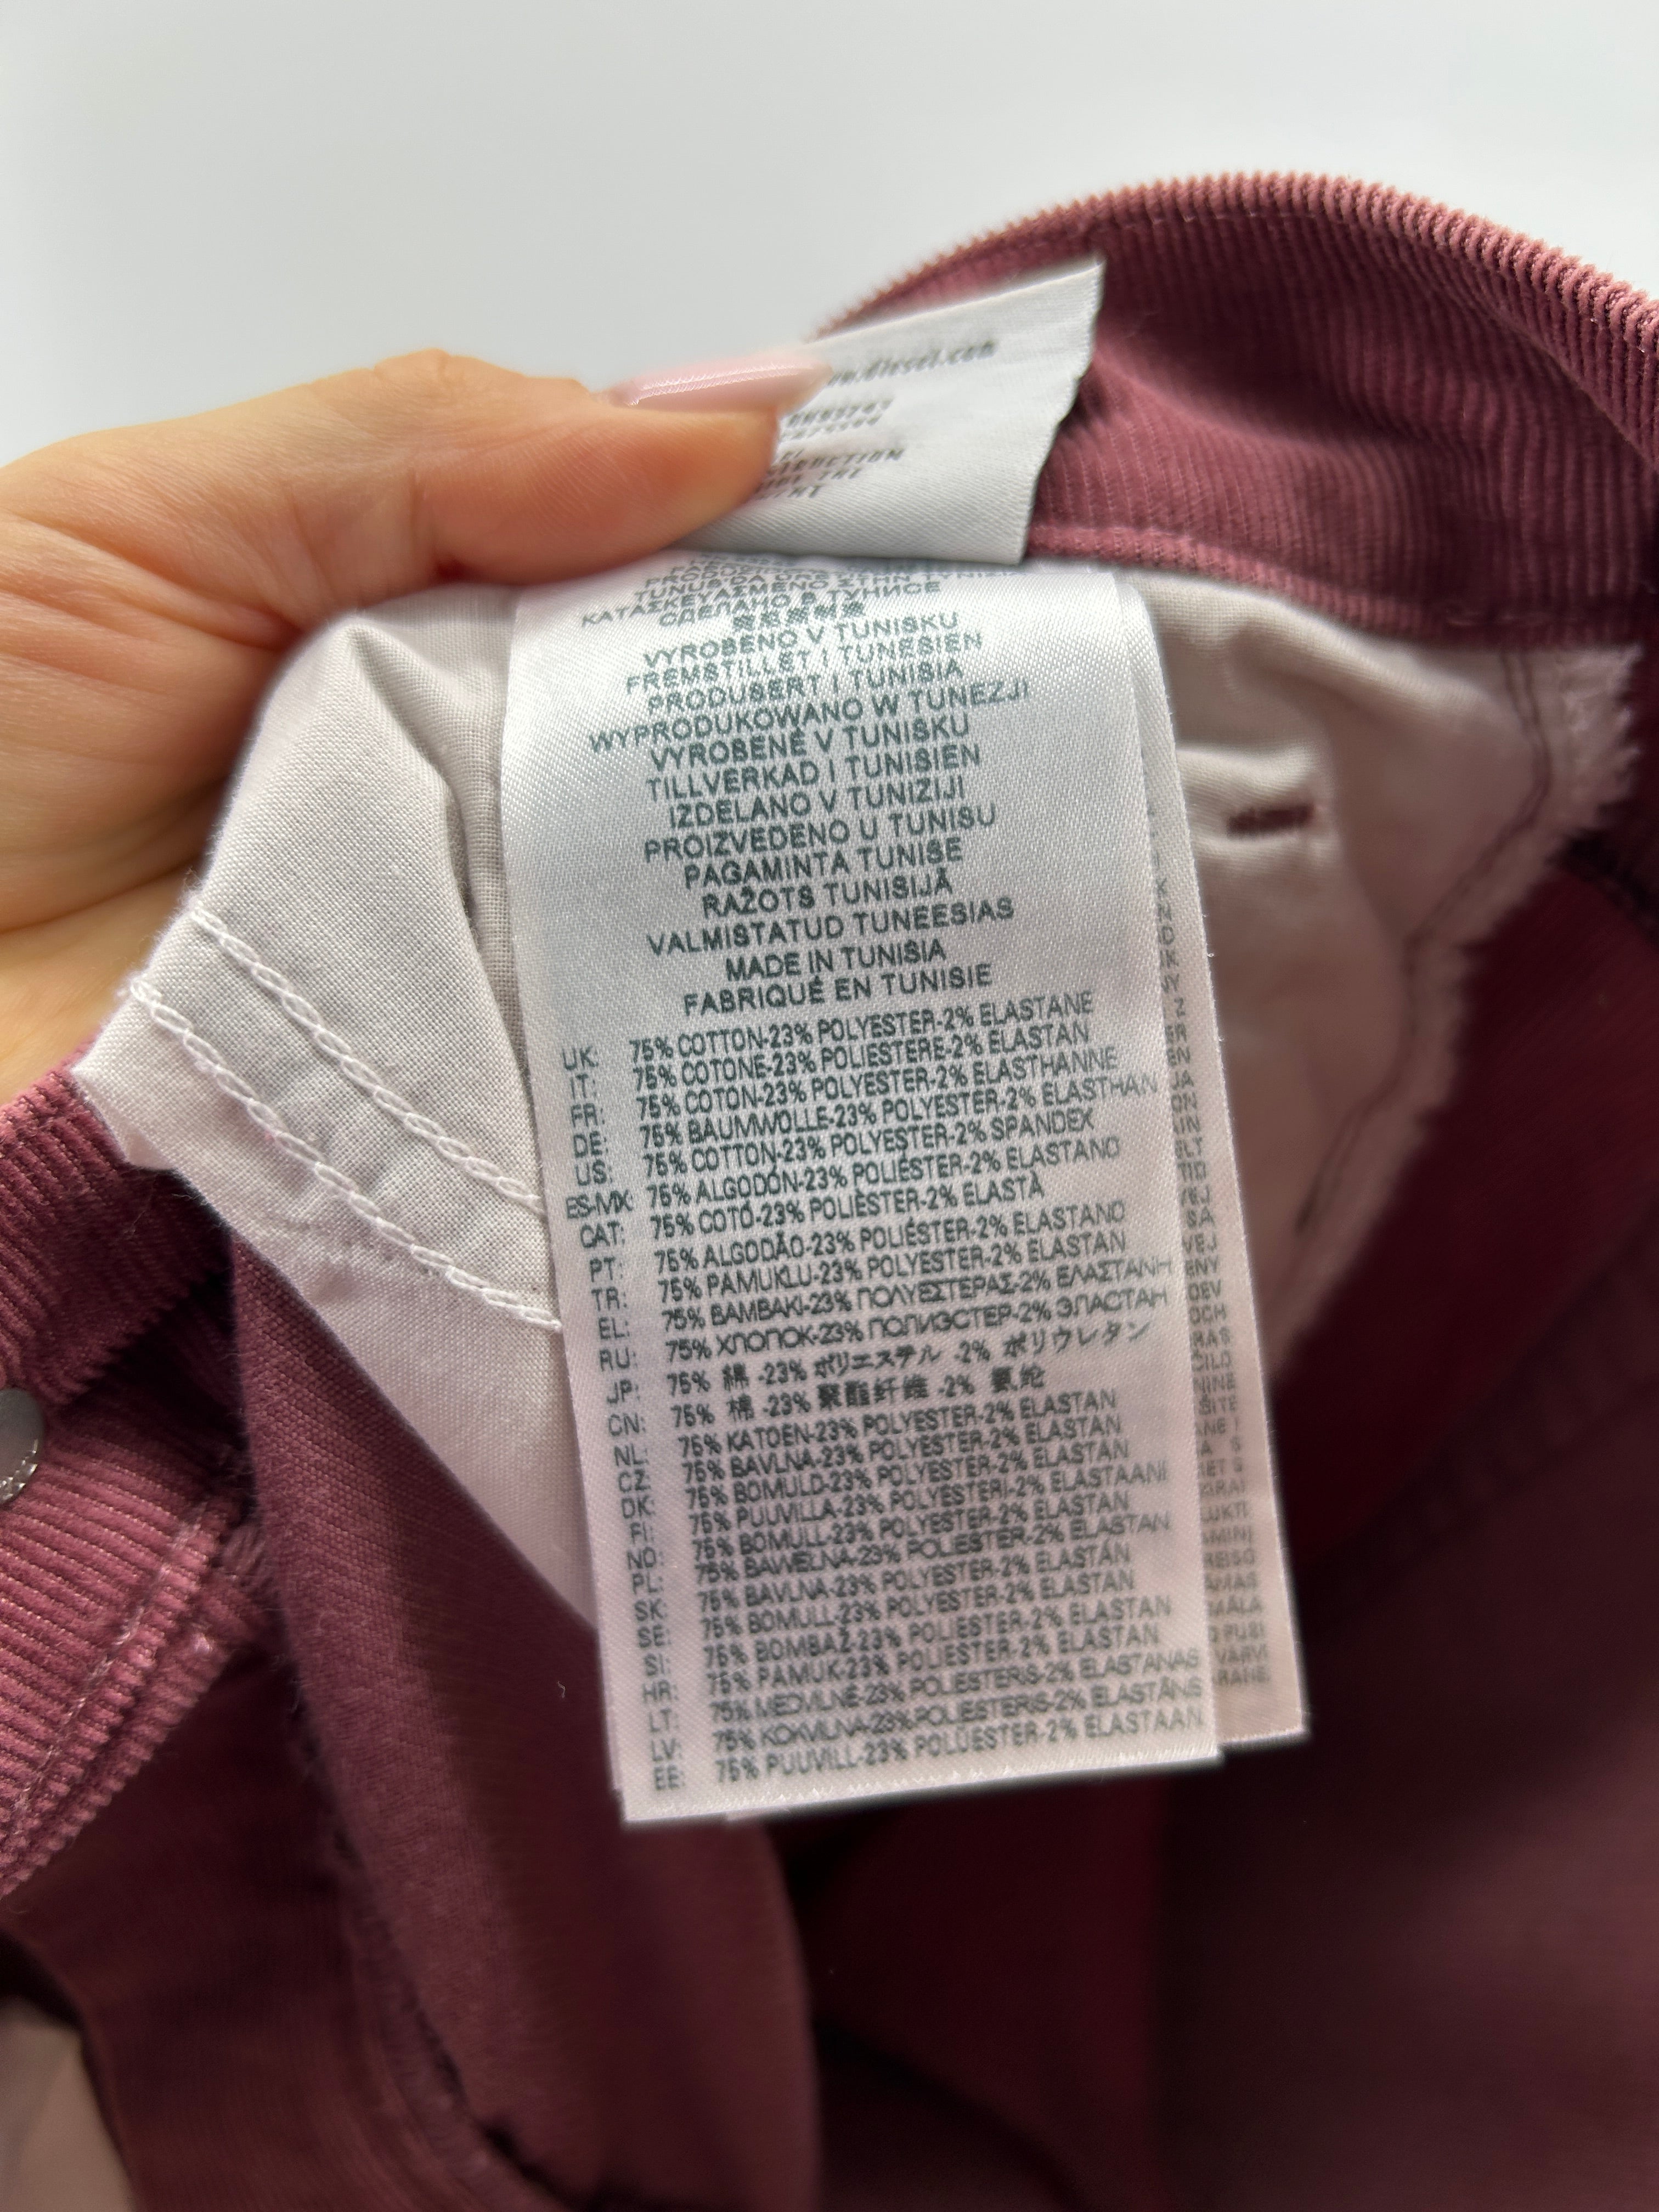 .diesel.com
TUNUSDA
ΚΑΤΑΣΚΕΥΑΣΜΕΝΟ ΣΤΗΝ ΤΥΝΗΣΙΑ
СДЕЛАНО В ТУНИСЕ
VYROBENO V TUNISKU
FREMSTILLET I TUNESIEN
PRODUSERT I TUNISIA
WYPRODUKOWANO W TUNEZJI
VYROBENÉ V TUNISKU
TILLVERKAD I TUNISIEN
IZDELANO V TUNIZIJI
PROIZVEDENO U TUNISU
PAGAMINTA TUNISE
RAŽOTS TUNISIJĀ
VALMISTATUD TUNEESIAS
MADE IN TUNISIA
FABRIQUÉ EN TUNISIE
UK: 75% COTTON-23% POLYESTER-2% ELASTANE
IT: 75% COTONE-23% POLIESTERE-2% ELASTAN
FR: 75% COTON-23% POLYESTER-2% ELASTHANNE
DE: 75% BAUMWOLLE-23% POLYESTER-2% ELASTHAN
US: 75% COTTON-23% POLYESTER-2% SPANDEX
ES-MX: 75% ALGODÓN-23% POLIÉSTER-2% ELASTANO
CAT: 75% COTÓ-23% POLIÈSTER-2% ELASTÀ
PT: 75% ALGODÃO-23% POLIÉSTER-2% ELASTANO
TR: 75% PAMUKLU-23% POLYESTER-2% ELASTAN
EL: 75% ΒΑΜΒΑΚΙ-23% ΠΟΛΥΕΣΤΕΡΑΣ-2% ΕΛΑΣΤΑΝΗ
RU: 75% ХЛОПОК-23% ПОЛИЭСТЕР-2% ЭЛАСТАН
JP: 75% 綿 -23% ポリエステル -2% ポリウレタン
CN: 75% 棉 -23% 聚酯纤维 -2% 氨纶
NL: 75% KATOEN-23% POLYESTER-2% ELASTAN
CZ: 75% BAVLNA-23% POLYESTER-2% ELASTAN
DK: 75% BOMULD-23% POLYESTER-2% ELASTAN
FI: 75% PUUVILLA-23% POLYESTERI-2% ELASTAANI
NO: 75% BOMULL-23% POLYESTER-2% ELASTAN
PL: 75% BAWEŁNA-23% POLIESTER-2% ELASTAN
SK: 75% BAVLNA-23% POLYESTER-2% ELASTÁN
SE: 75% BOMULL-23% POLYESTER-2% ELASTAN
SI: 75% BOMBAŽ-23% POLIESTER-2% ELASTAN
HR: 75% PAMUK-23% POLIESTER-2% ELASTAN
LT: 75% MEDVILNĖ-23% POLIESTERIS-2% ELASTANAS
LV: 75% KOKVILNA-23% POLIESTERIS-2% ELASTĀNS
EE: 75% PUUVILL-23% POLÜESTER-2% ELASTAAN